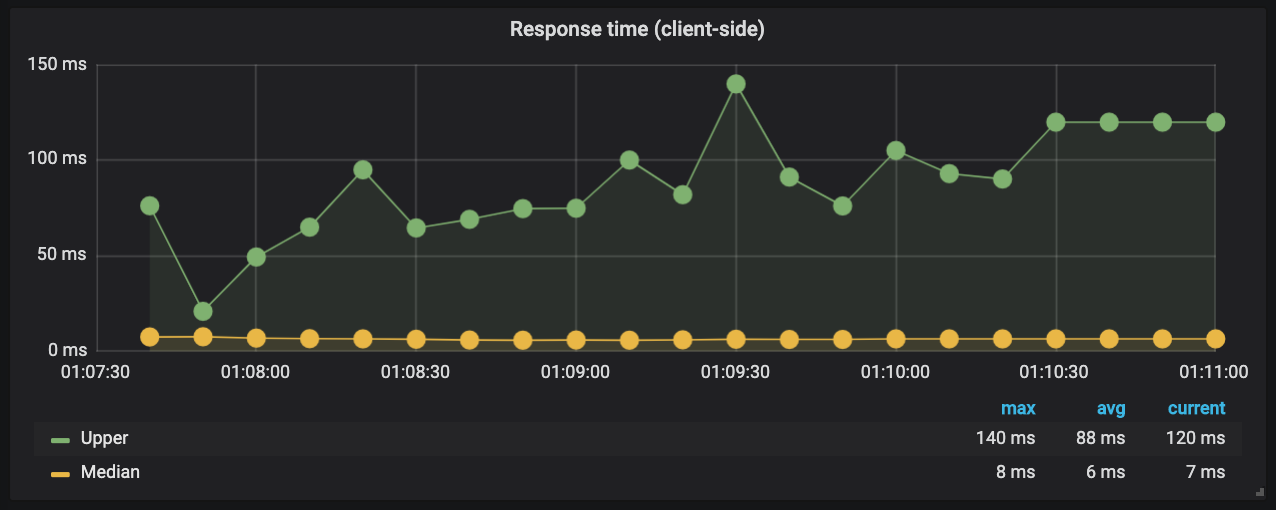 Response time (client-side)
150 ms
100 ms
50 ms
0 ms
01:07:30 01:08:00 01:08:30 01:09:00 01:09:30 01:10:00 01:10:30 01:11:00
max avg current
Upper 140 ms 88 ms 120 ms
Median 8 ms 6 ms 7 ms